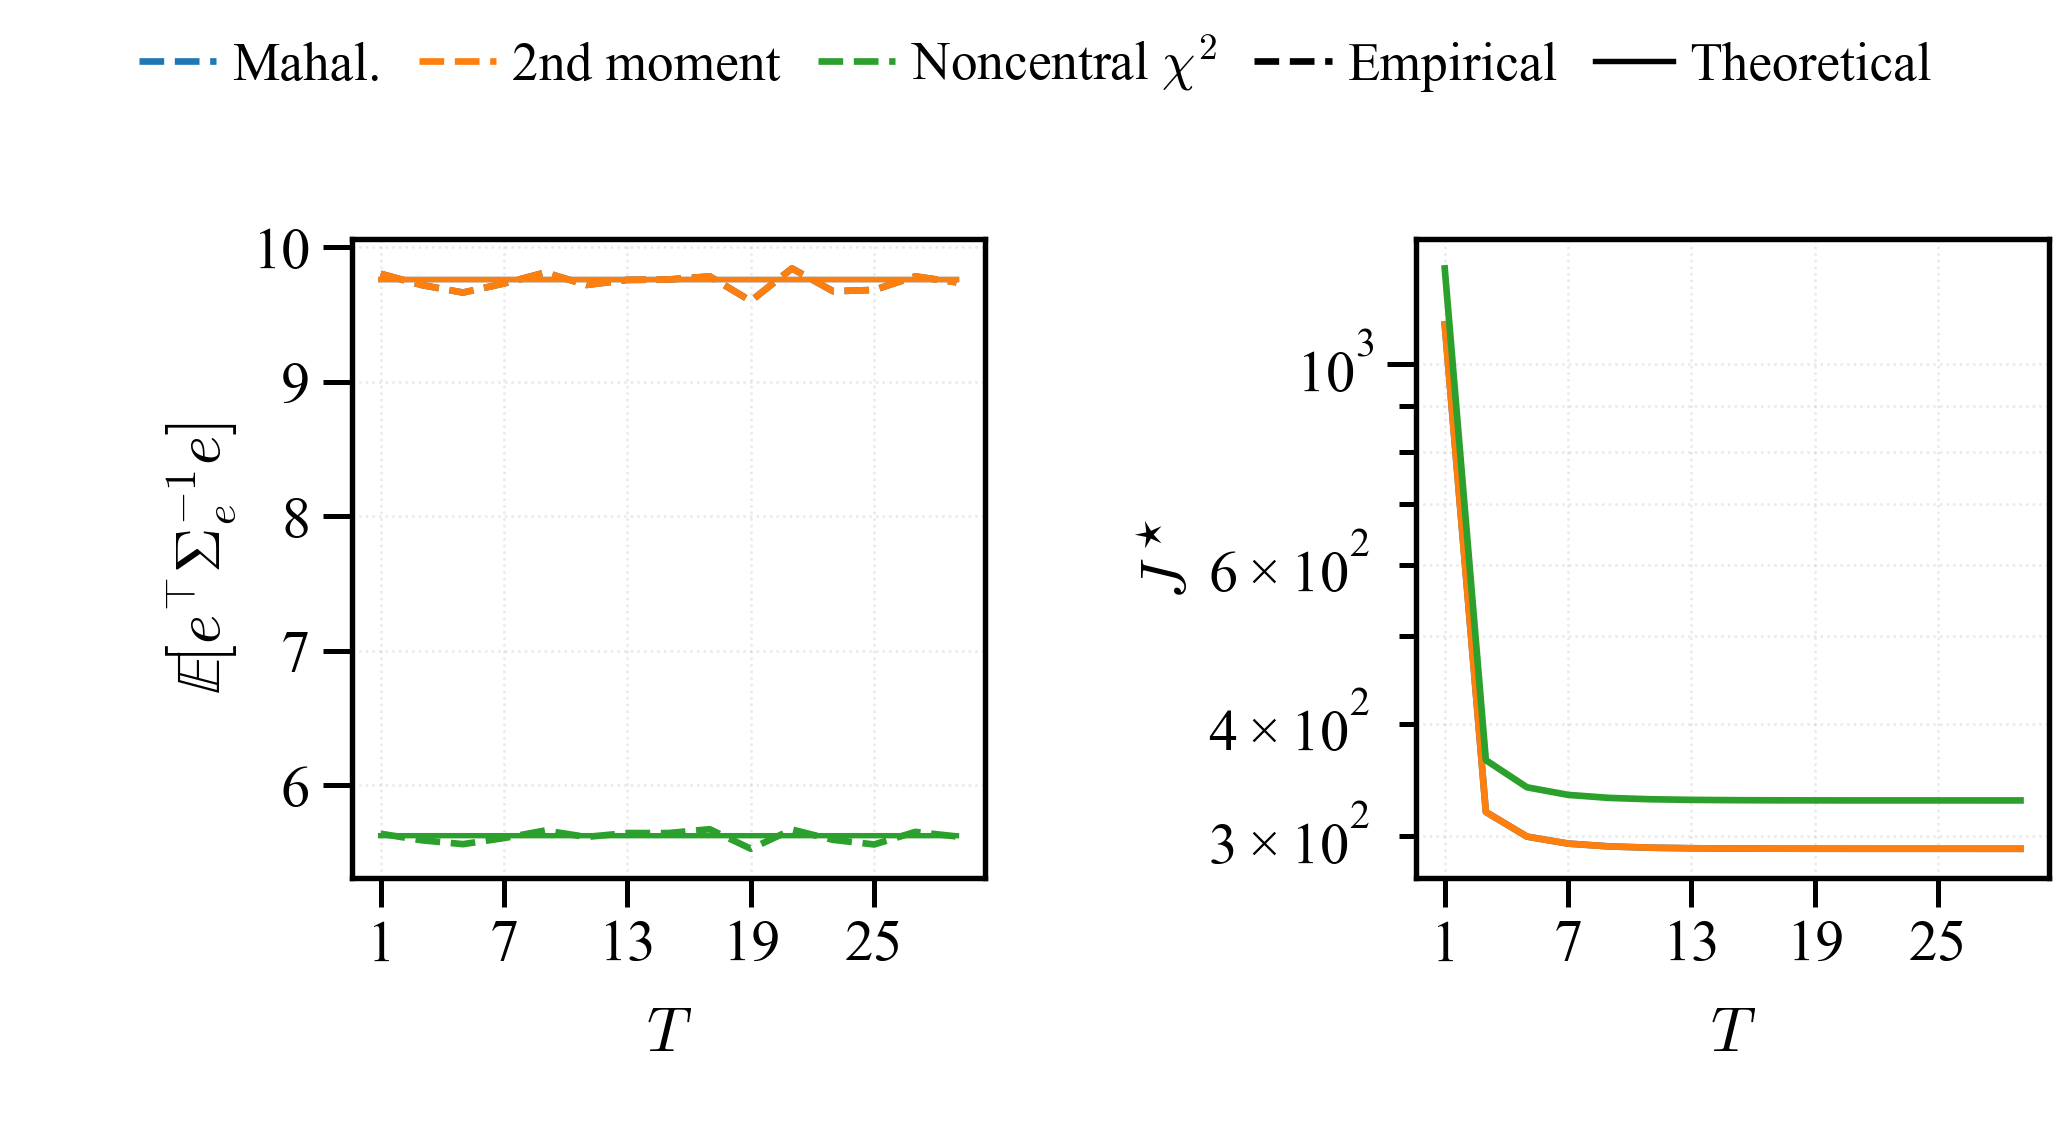 Mahal. 2nd moment Noncentral χ² Empirical Theoretical
𝔼[e⊤Σₑ⁻¹e]
10
9
8
7
6
1 7 13 19 25
T
J⋆
10³
6 × 10²
4 × 10²
3 × 10²
1 7 13 19 25
T